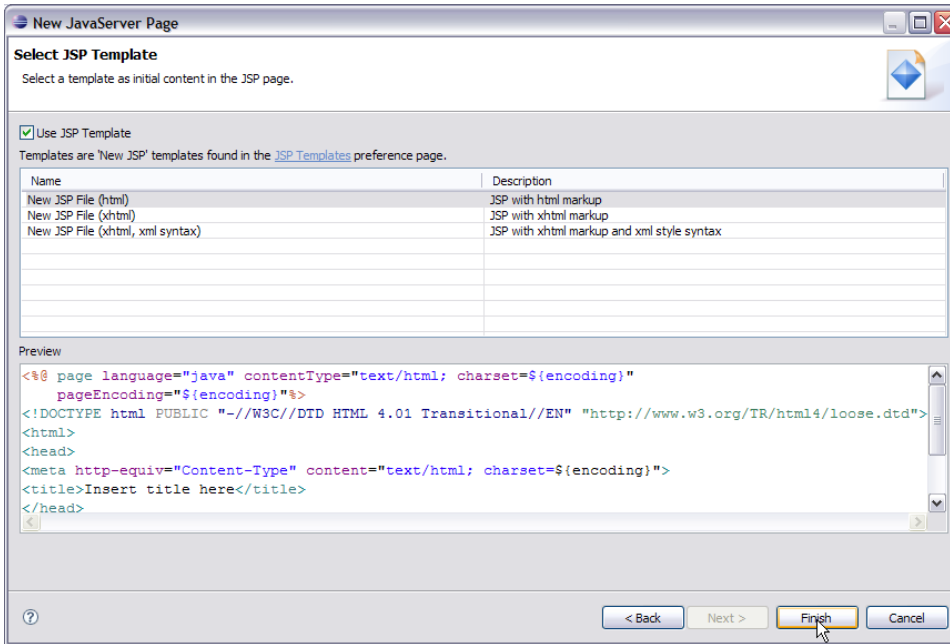 New JavaServer Page
Select JSP Template
Select a template as initial content in the JSP page.
Use JSP Template
Templates are 'New JSP' templates found in the JSP Templates preference page.
Name Description
New JSP File (html) JSP with html markup
New JSP File (xhtml) JSP with xhtml markup
New JSP File (xhtml, xml syntax) JSP with xhtml markup and xml style syntax
Preview
<%@ page language="java" contentType="text/html; charset=${encoding}"
pageEncoding="${encoding}"%>
<!DOCTYPE html PUBLIC "-//W3C//DTD HTML 4.01 Transitional//EN" "http://www.w3.org/TR/html4/loose.dtd">
<html>
<head>
<meta http-equiv="Content-Type" content="text/html; charset=${encoding}">
<title>Insert title here</title>
</head>
? < Back Next > Finish Cancel